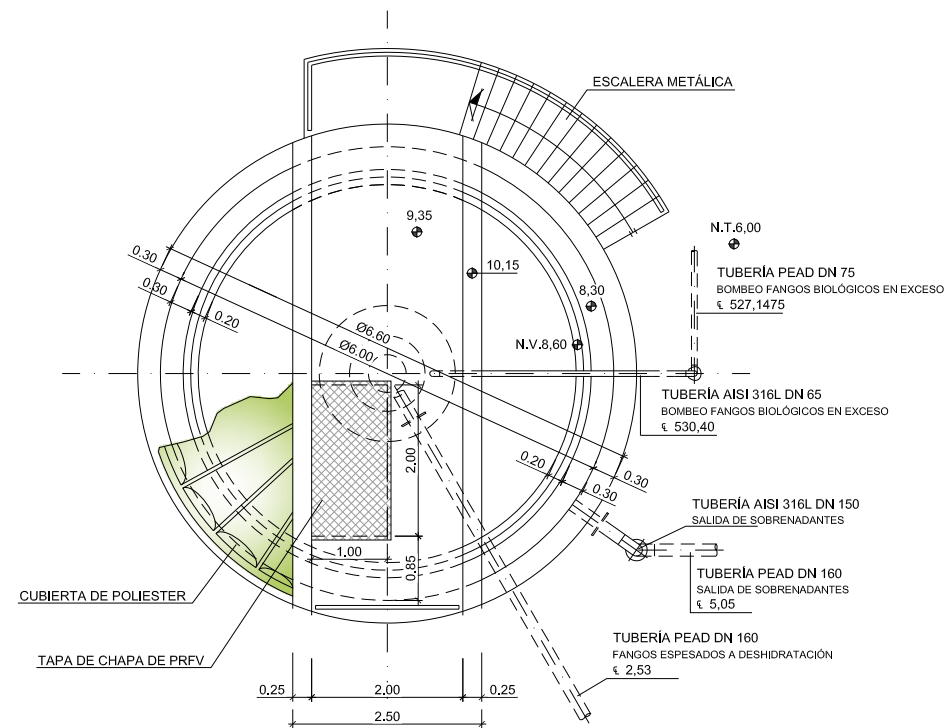 ESCALERA METÁLICA
9,35
N.T.6,00
0.30
0.30
0.20
10,15
TUBERÍA PEAD DN 75
BOMBEO FANGOS BIOLÓGICOS EN EXCESO
℄ 527,1475
8,30
Ø6.60
Ø6.00
N.V.8,60
TUBERÍA AISI 316L DN 65
BOMBEO FANGOS BIOLÓGICOS EN EXCESO
℄ 530,40
2.00
0.20
0.30
0.30
TUBERÍA AISI 316L DN 150
SALIDA DE SOBRENADANTES
1.00
0.85
TUBERÍA PEAD DN 160
SALIDA DE SOBRENADANTES
℄ 5,05
CUBIERTA DE POLIESTER
TUBERÍA PEAD DN 160
FANGOS ESPESADOS A DESHIDRATACIÓN
℄ 2,53
TAPA DE CHAPA DE PRFV
0.25
2.00
0.25
2.50